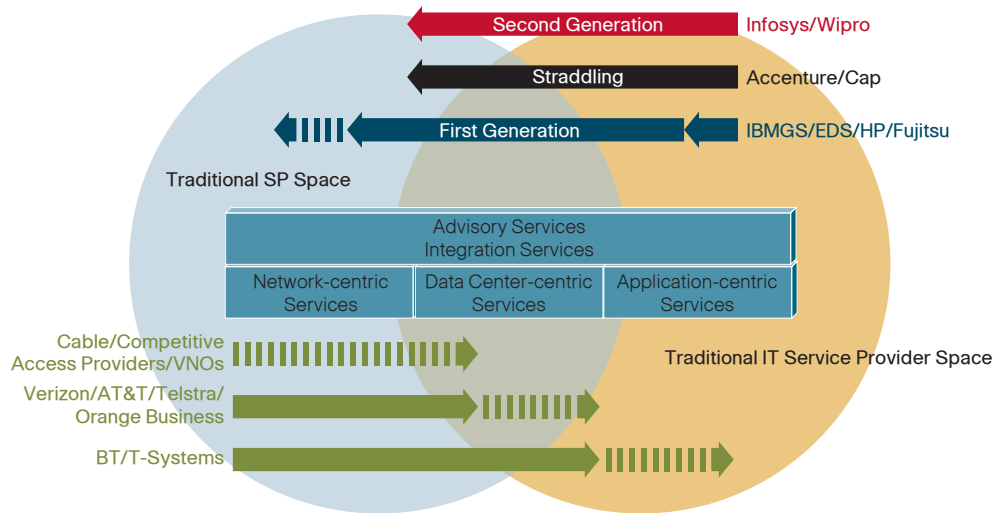 Second Generation
Infosys/Wipro
Straddling
Accenture/Cap
First Generation
IBMGS/EDS/HP/Fujitsu
Traditional SP Space
Advisory Services
Integration Services
Network-centric
Services
Data Center-centric
Services
Application-centric
Services
Cable/Competitive
Access Providers/VNOs
Traditional IT Service Provider Space
Verizon/AT&T/Telstra/
Orange Business
BT/T-Systems